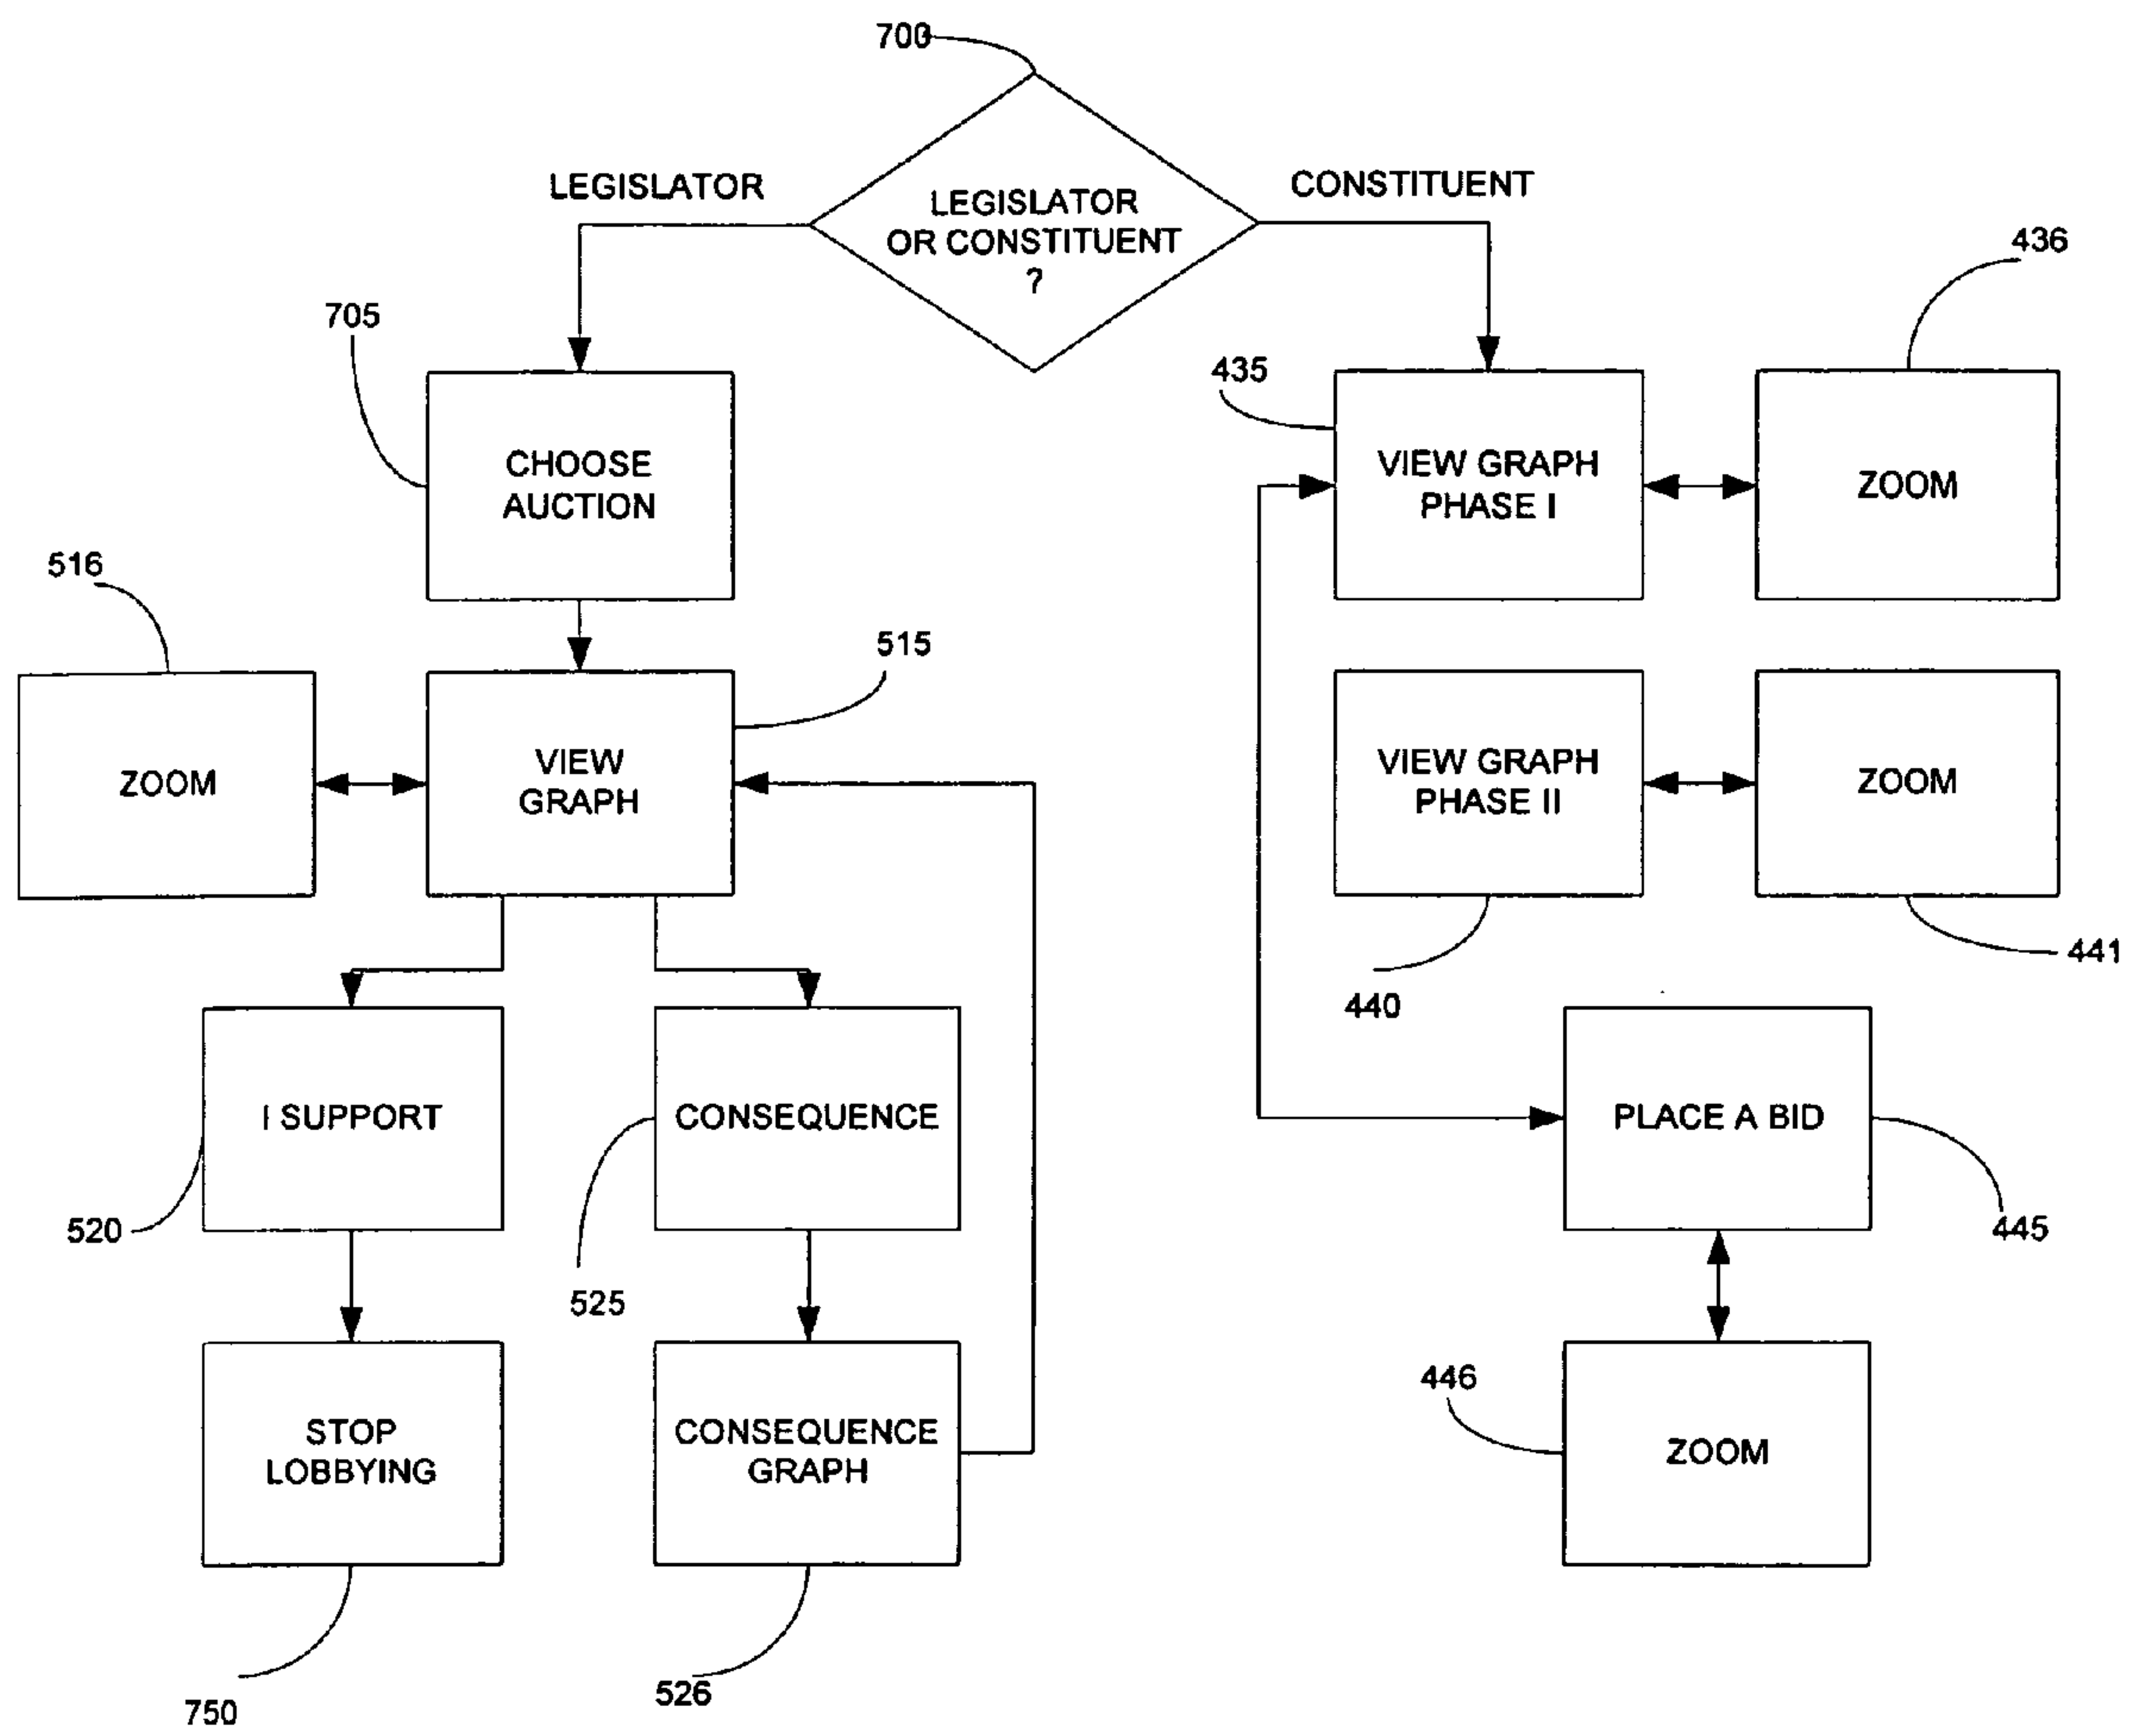 700
LEGISLATOR
CONSTITUENT
LEGISLATOR
OR CONSTITUENT
?
436
705
435
CHOOSE
AUCTION
VIEW GRAPH
PHASE I
ZOOM
516
515
ZOOM
VIEW
GRAPH
VIEW GRAPH
PHASE II
ZOOM
441
440
I SUPPORT
CONSEQUENCE
PLACE A BID
520
445
525
446
STOP
LOBBYING
CONSEQUENCE
GRAPH
ZOOM
750
526